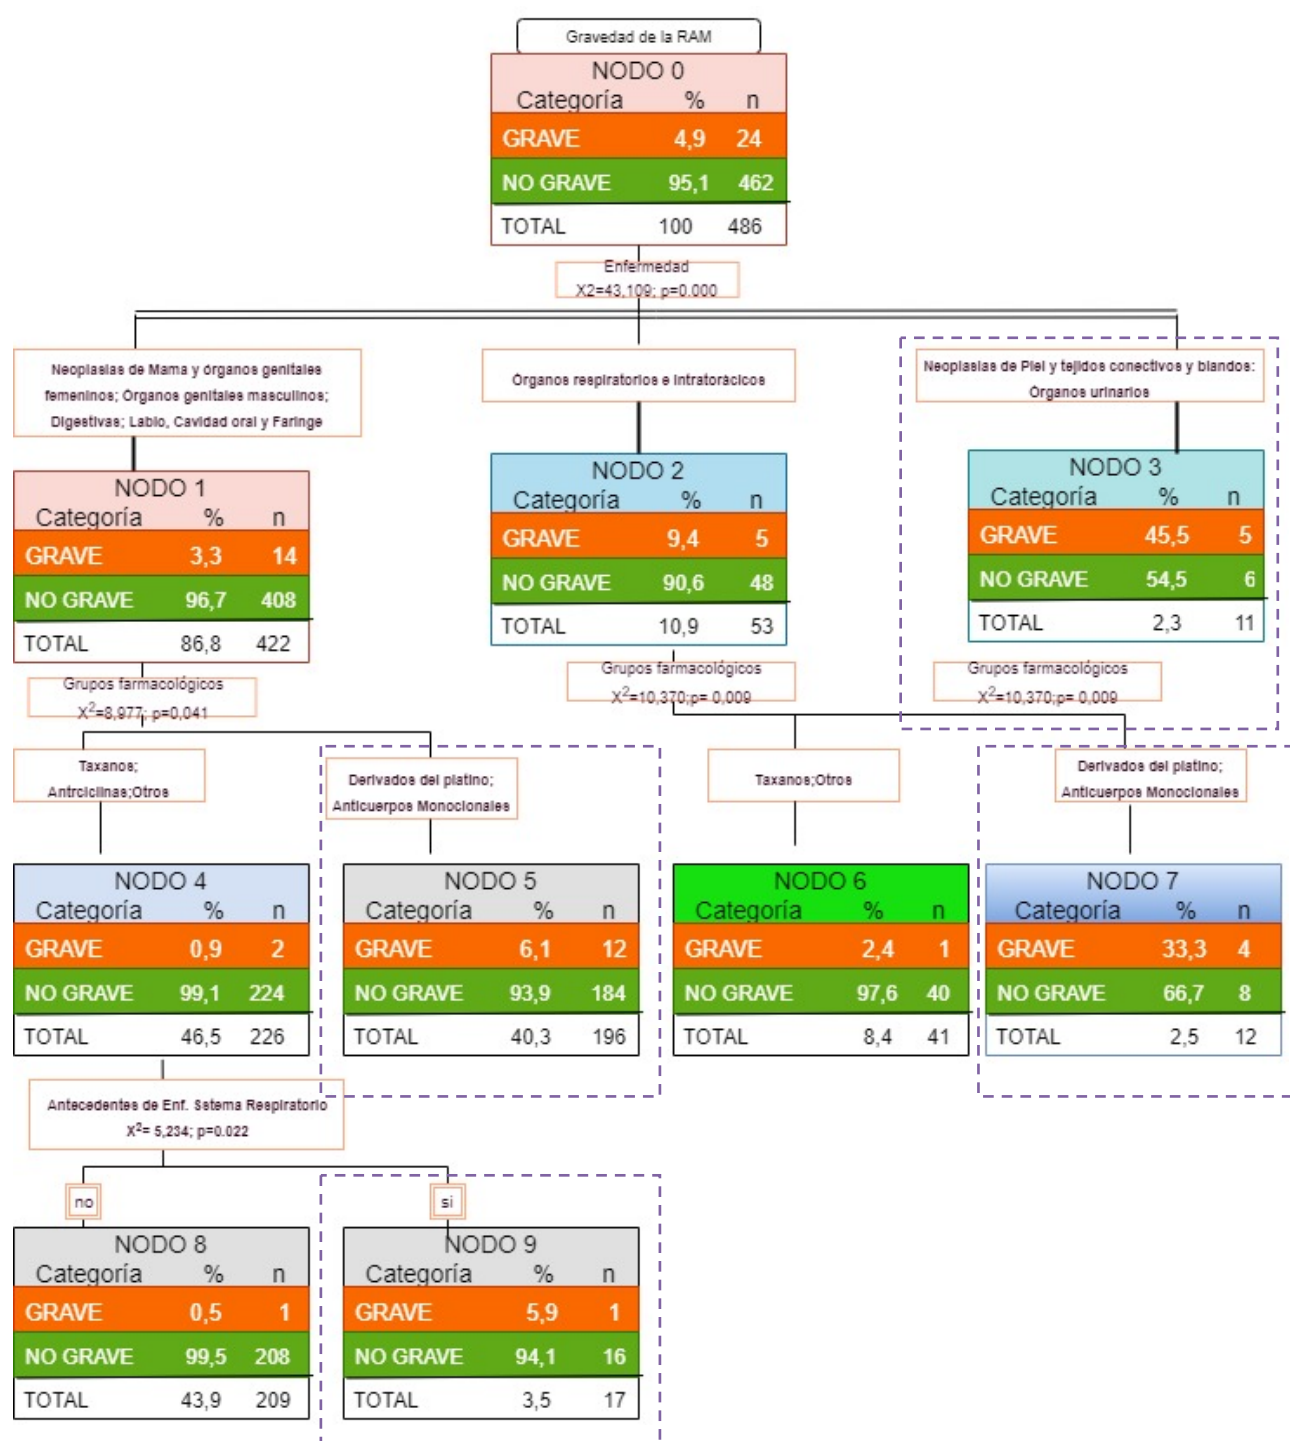 Gravedad de la RAM
NODO 0
Categoría % n
GRAVE 4,9 24
NO GRAVE 95,1 462
TOTAL 100 486
Enfermedad
X2=43,109; p=0.000
Neoplasias de Mama y órganos genitales
femeninos; Órganos genitales masculinos;
Digestivas; Labio, Cavidad oral y Faringe
Órganos respiratorios e intratorácicos
Neoplasias de Piel y tejidos conectivos y blandos:
Órganos urinarios
NODO 1
Categoría % n
GRAVE 3,3 14
NO GRAVE 96,7 408
TOTAL 86,8 422
NODO 2
Categoría % n
GRAVE 9,4 5
NO GRAVE 90,6 48
TOTAL 10,9 53
NODO 3
Categoría % n
GRAVE 45,5 5
NO GRAVE 54,5 6
TOTAL 2,3 11
Grupos farmacológicos
X²=8,977; p=0,041
Grupos farmacológicos
X²=10,370;p= 0,009
Grupos farmacológicos
X²=10,370;p= 0,009
Taxanos;
Antrciclinas;Otros
Derivados del platino;
Anticuerpos Monoclonales
Taxanos;Otros
Derivados del platino;
Anticuerpos Monoclonales
NODO 4
Categoría % n
GRAVE 0,9 2
NO GRAVE 99,1 224
TOTAL 46,5 226
NODO 5
Categoría % n
GRAVE 6,1 12
NO GRAVE 93,9 184
TOTAL 40,3 196
NODO 6
Categoría % n
GRAVE 2,4 1
NO GRAVE 97,6 40
TOTAL 8,4 41
NODO 7
Categoría % n
GRAVE 33,3 4
NO GRAVE 66,7 8
TOTAL 2,5 12
Antecedentes de Enf. Sstema Respiratorio
X²= 5,234; p=0.022
no
si
NODO 8
Categoría % n
GRAVE 0,5 1
NO GRAVE 99,5 208
TOTAL 43,9 209
NODO 9
Categoría % n
GRAVE 5,9 1
NO GRAVE 94,1 16
TOTAL 3,5 17